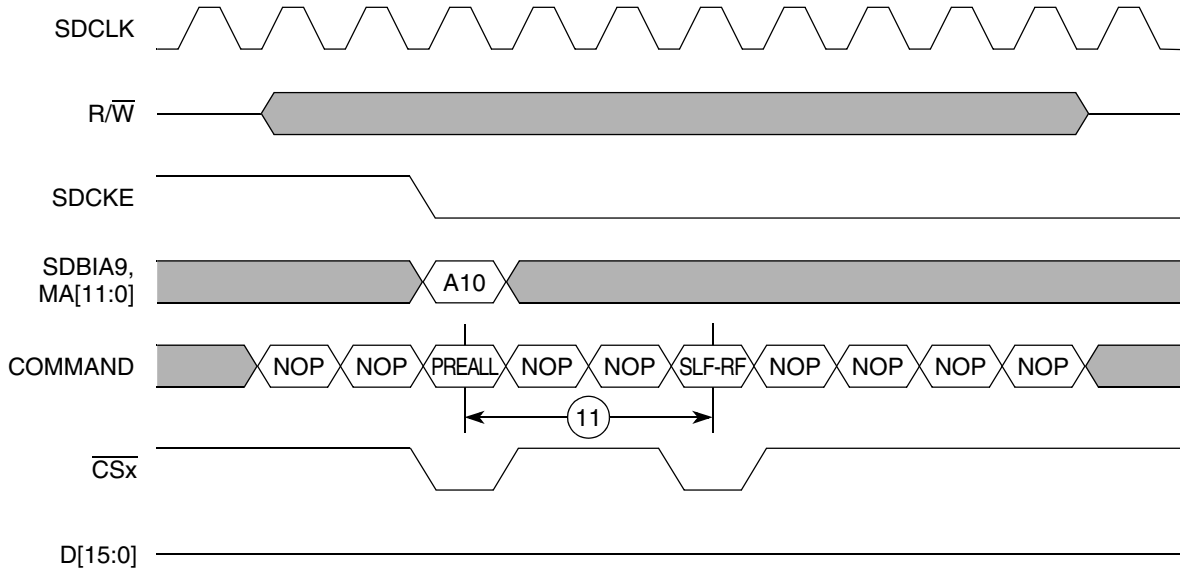 SDCLK
R/W̅
SDCKE
SDBIA9,
MA[11:0]
A10
COMMAND
NOP NOP PREALL NOP NOP SLF-RF NOP NOP NOP NOP
11
C̅S̅x̅
D[15:0]